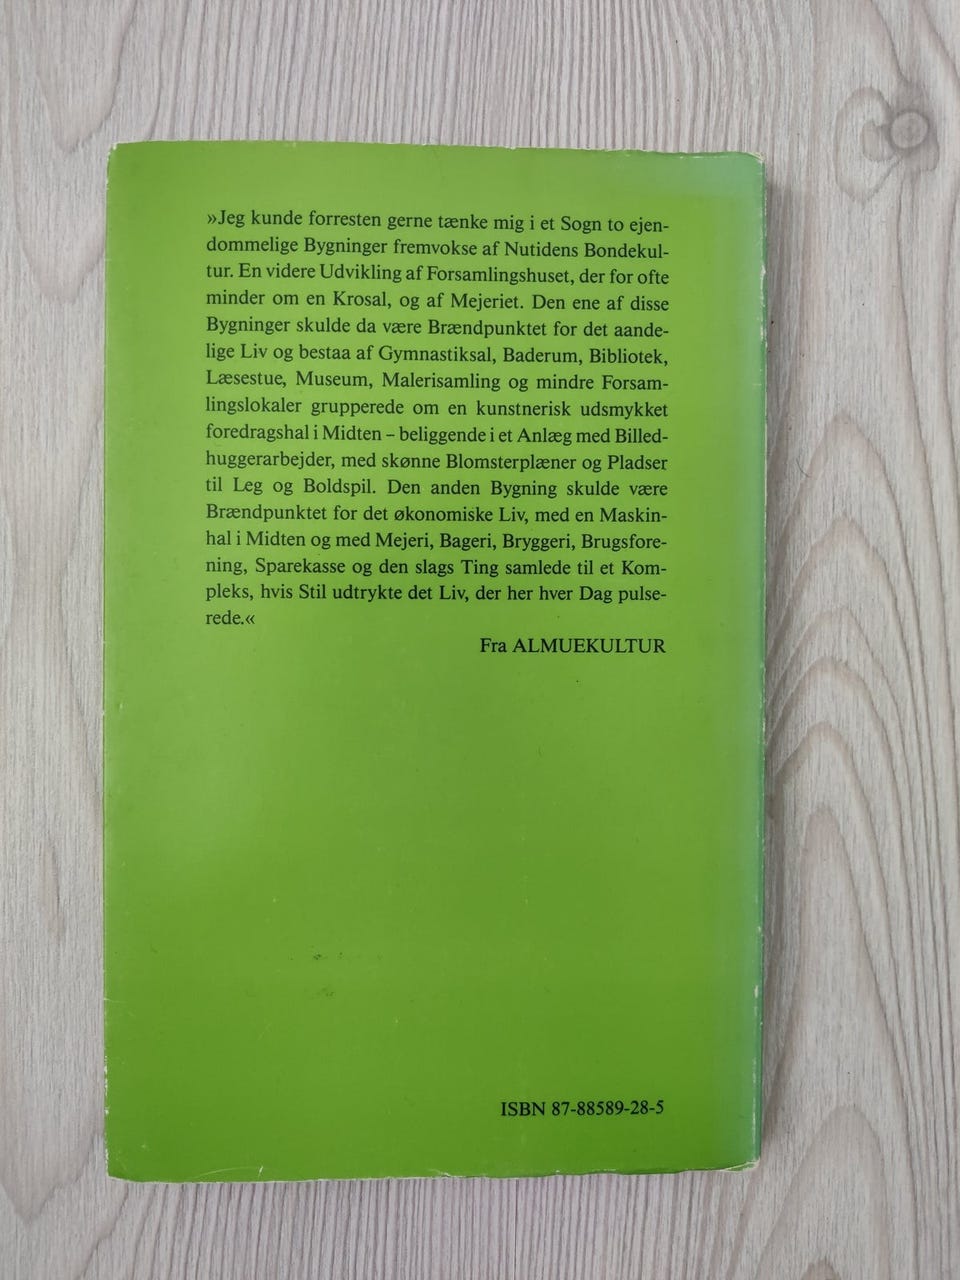 »Jeg kunde forresten gerne tænke mig i et Sogn to ejen-
dommelige Bygninger fremvokse af Nutidens Bondekul-
tur. En videre Udvikling af Forsamlingshuset, der for ofte
minder om en Krosal, og af Mejeriet. Den ene af disse
Bygninger skulde da være Brændpunktet for det aande-
lige Liv og bestaa af Gymnastiksal, Baderum, Bibliotek,
Læsestue, Museum, Malerisamling og mindre Forsam-
lingslokaler grupperede om en kunstnerisk udsmykket
foredragshal i Midten – beliggende i et Anlæg med Billed-
huggerarbejder, med skønne Blomsterplæner og Pladser
til Leg og Boldspil. Den anden Bygning skulde være
Brændpunktet for det økonomiske Liv, med en Maskin-
hal i Midten og med Mejeri, Bageri, Bryggeri, Brugsfore-
ning, Sparekasse og den slags Ting samlede til et Kom-
pleks, hvis Stil udtrykte det Liv, der her hver Dag pulse-
rede.«
Fra ALMUEKULTUR
ISBN 87-88589-28-5